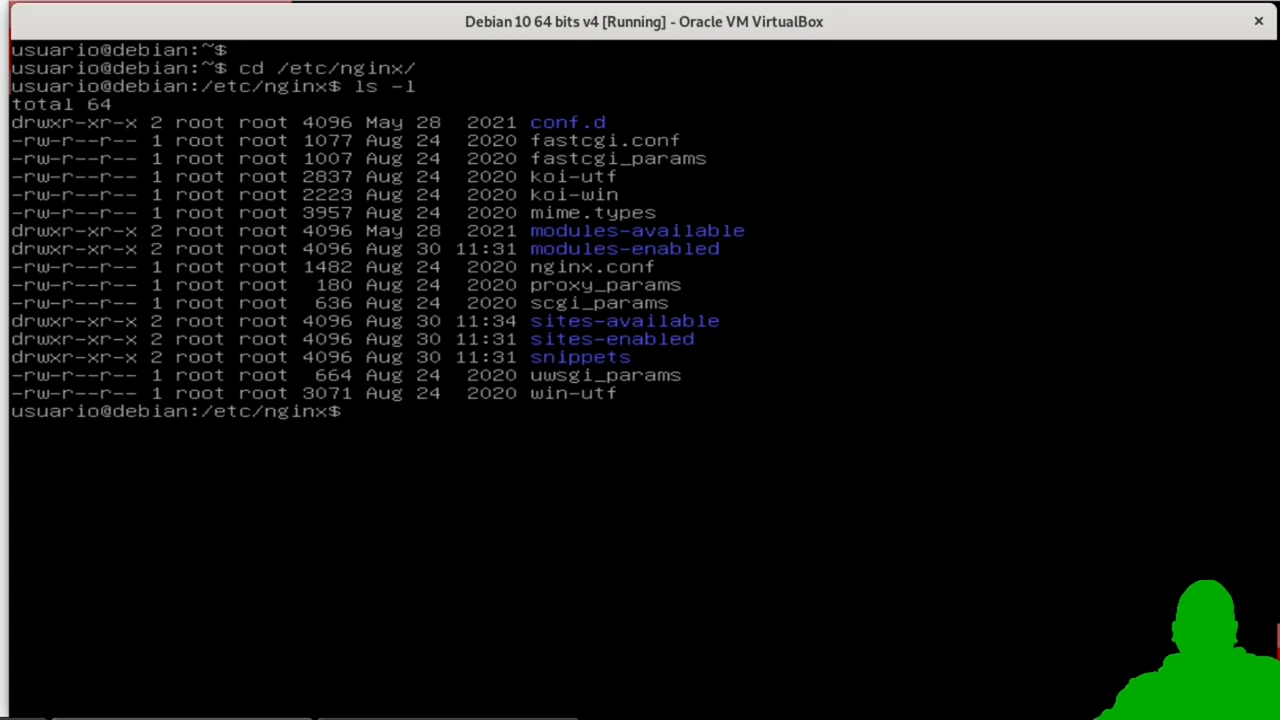 Debian 10 64 bits v4 [Running] - Oracle VM VirtualBox
usuario@debian:~$
usuario@debian:~$ cd /etc/nginx/
usuario@debian:/etc/nginx$ ls -l
total 64
drwxr-xr-x 2 root root 4096 May 28  2021 conf.d
-rw-r--r-- 1 root root 1077 Aug 24  2020 fastcgi.conf
-rw-r--r-- 1 root root 1007 Aug 24  2020 fastcgi_params
-rw-r--r-- 1 root root 2837 Aug 24  2020 koi-utf
-rw-r--r-- 1 root root 2223 Aug 24  2020 koi-win
-rw-r--r-- 1 root root 3957 Aug 24  2020 mime.types
drwxr-xr-x 2 root root 4096 May 28  2021 modules-available
drwxr-xr-x 2 root root 4096 Aug 30 11:31 modules-enabled
-rw-r--r-- 1 root root 1482 Aug 24  2020 nginx.conf
-rw-r--r-- 1 root root  180 Aug 24  2020 proxy_params
-rw-r--r-- 1 root root  636 Aug 24  2020 scgi_params
drwxr-xr-x 2 root root 4096 Aug 30 11:34 sites-available
drwxr-xr-x 2 root root 4096 Aug 30 11:31 sites-enabled
drwxr-xr-x 2 root root 4096 Aug 30 11:31 snippets
-rw-r--r-- 1 root root  664 Aug 24  2020 uwsgi_params
-rw-r--r-- 1 root root 3071 Aug 24  2020 win-utf
usuario@debian:/etc/nginx$